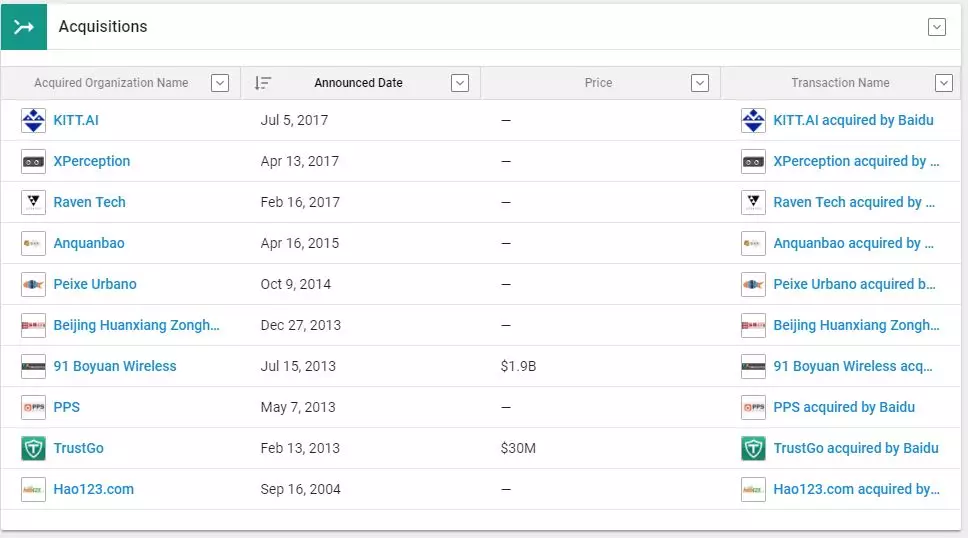 Acquisitions
Acquired Organization Name Announced Date Price Transaction Name
KITT.AI Jul 5, 2017 — KITT.AI acquired by Baidu
XPerception Apr 13, 2017 — XPerception acquired by ...
Raven Tech Feb 16, 2017 — Raven Tech acquired by ...
Anquanbao Apr 16, 2015 — Anquanbao acquired by ...
Peixe Urbano Oct 9, 2014 — Peixe Urbano acquired b...
Beijing Huanxiang Zongh... Dec 27, 2013 — Beijing Huanxiang Zongh...
91 Boyuan Wireless Jul 15, 2013 $1.9B 91 Boyuan Wireless acq...
PPS PPS May 7, 2013 — PPS PPS acquired by Baidu
TrustGo Feb 13, 2013 $30M TrustGo acquired by Baidu
Hao123.com Sep 16, 2004 — Hao123.com acquired by...